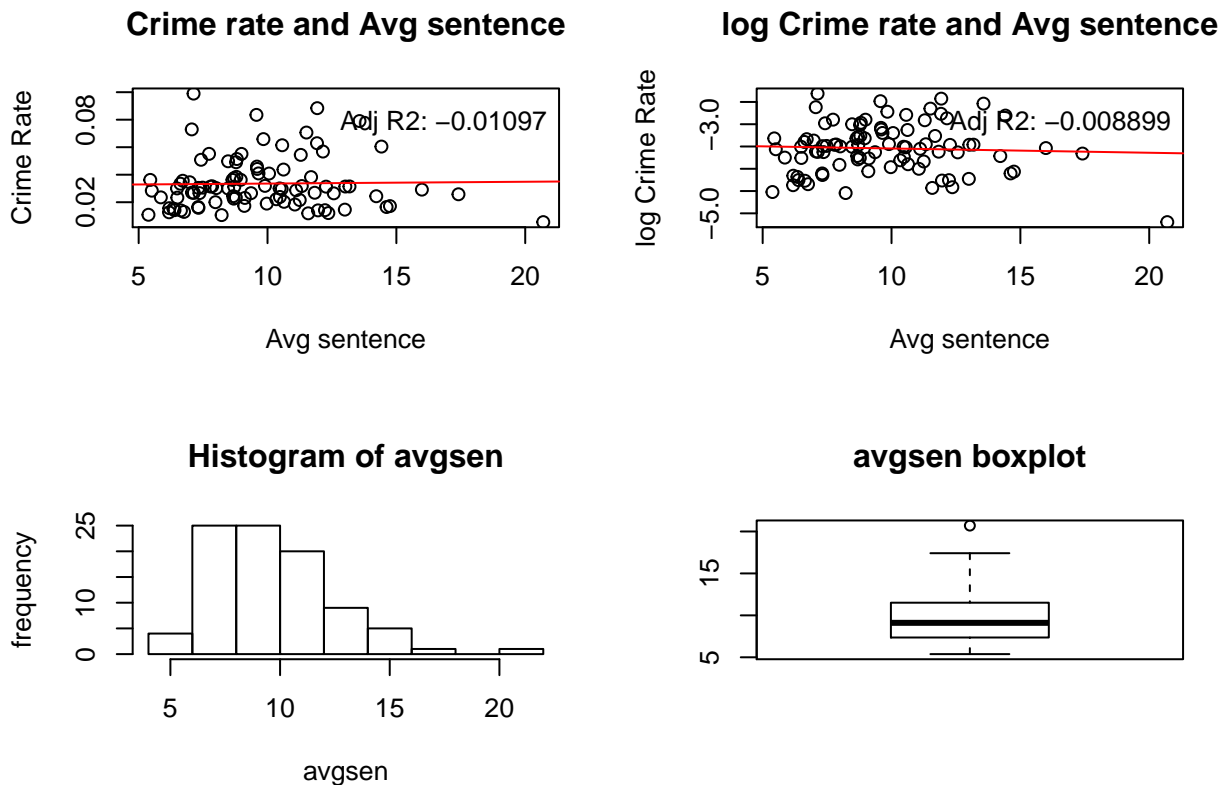 Crime rate and Avg sentence
Crime Rate
0.02 0.08
Adj R2: −0.01097
5 10 15 20
Avg sentence
log Crime rate and Avg sentence
log Crime Rate
−5.0 −3.0
Adj R2: −0.008899
5 10 15 20
Avg sentence
Histogram of avgsen
frequency
0 10 25
5 10 15 20
avgsen
avgsen boxplot
5 15